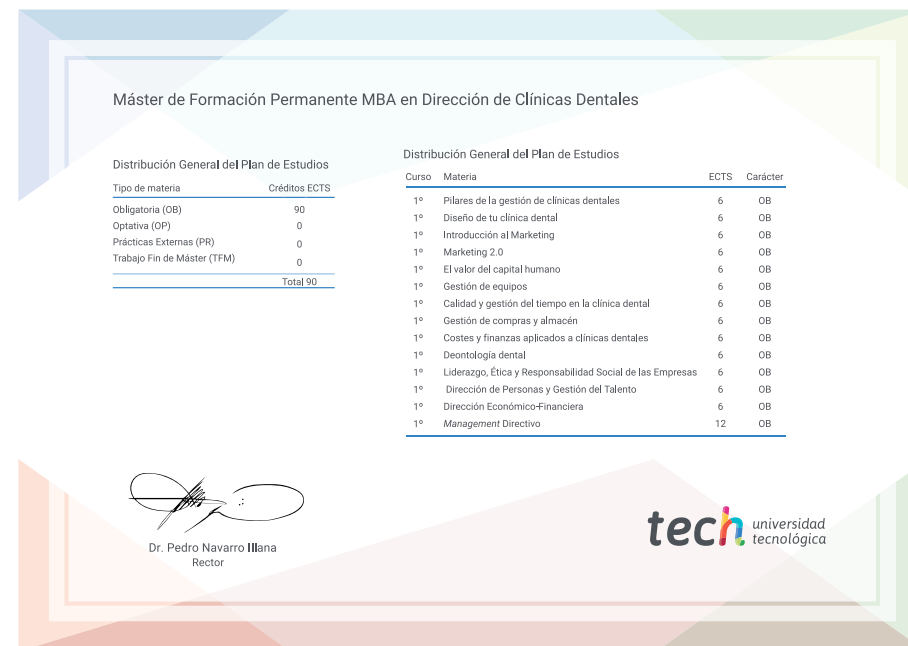 Máster de Formación Permanente MBA en Dirección de Clínicas Dentales
Distribución General del Plan de Estudios
Tipo de materia Créditos ECTS
Obligatoria (OB) 90
Optativa (OP) 0
Prácticas Externas (PR) 0
Trabajo Fin de Máster (TFM) 0
Total 90
Distribución General del Plan de Estudios
Curso Materia ECTS Carácter
1º Pilares de la gestión de clínicas dentales 6 OB
1º Diseño de tu clínica dental 6 OB
1º Introducción al Marketing 6 OB
1º Marketing 2.0 6 OB
1º El valor del capital humano 6 OB
1º Gestión de equipos 6 OB
1º Calidad y gestión del tiempo en la clínica dental 6 OB
1º Gestión de compras y almacén 6 OB
1º Costes y finanzas aplicados a clínicas dentales 6 OB
1º Deontología dental 6 OB
1º Liderazgo, Ética y Responsabilidad Social de las Empresas 6 OB
1º Dirección de Personas y Gestión del Talento 6 OB
1º Dirección Económico-Financiera 6 OB
1º Management Directivo 12 OB
Dr. Pedro Navarro Illana
Rector
tech universidad
tecnológica